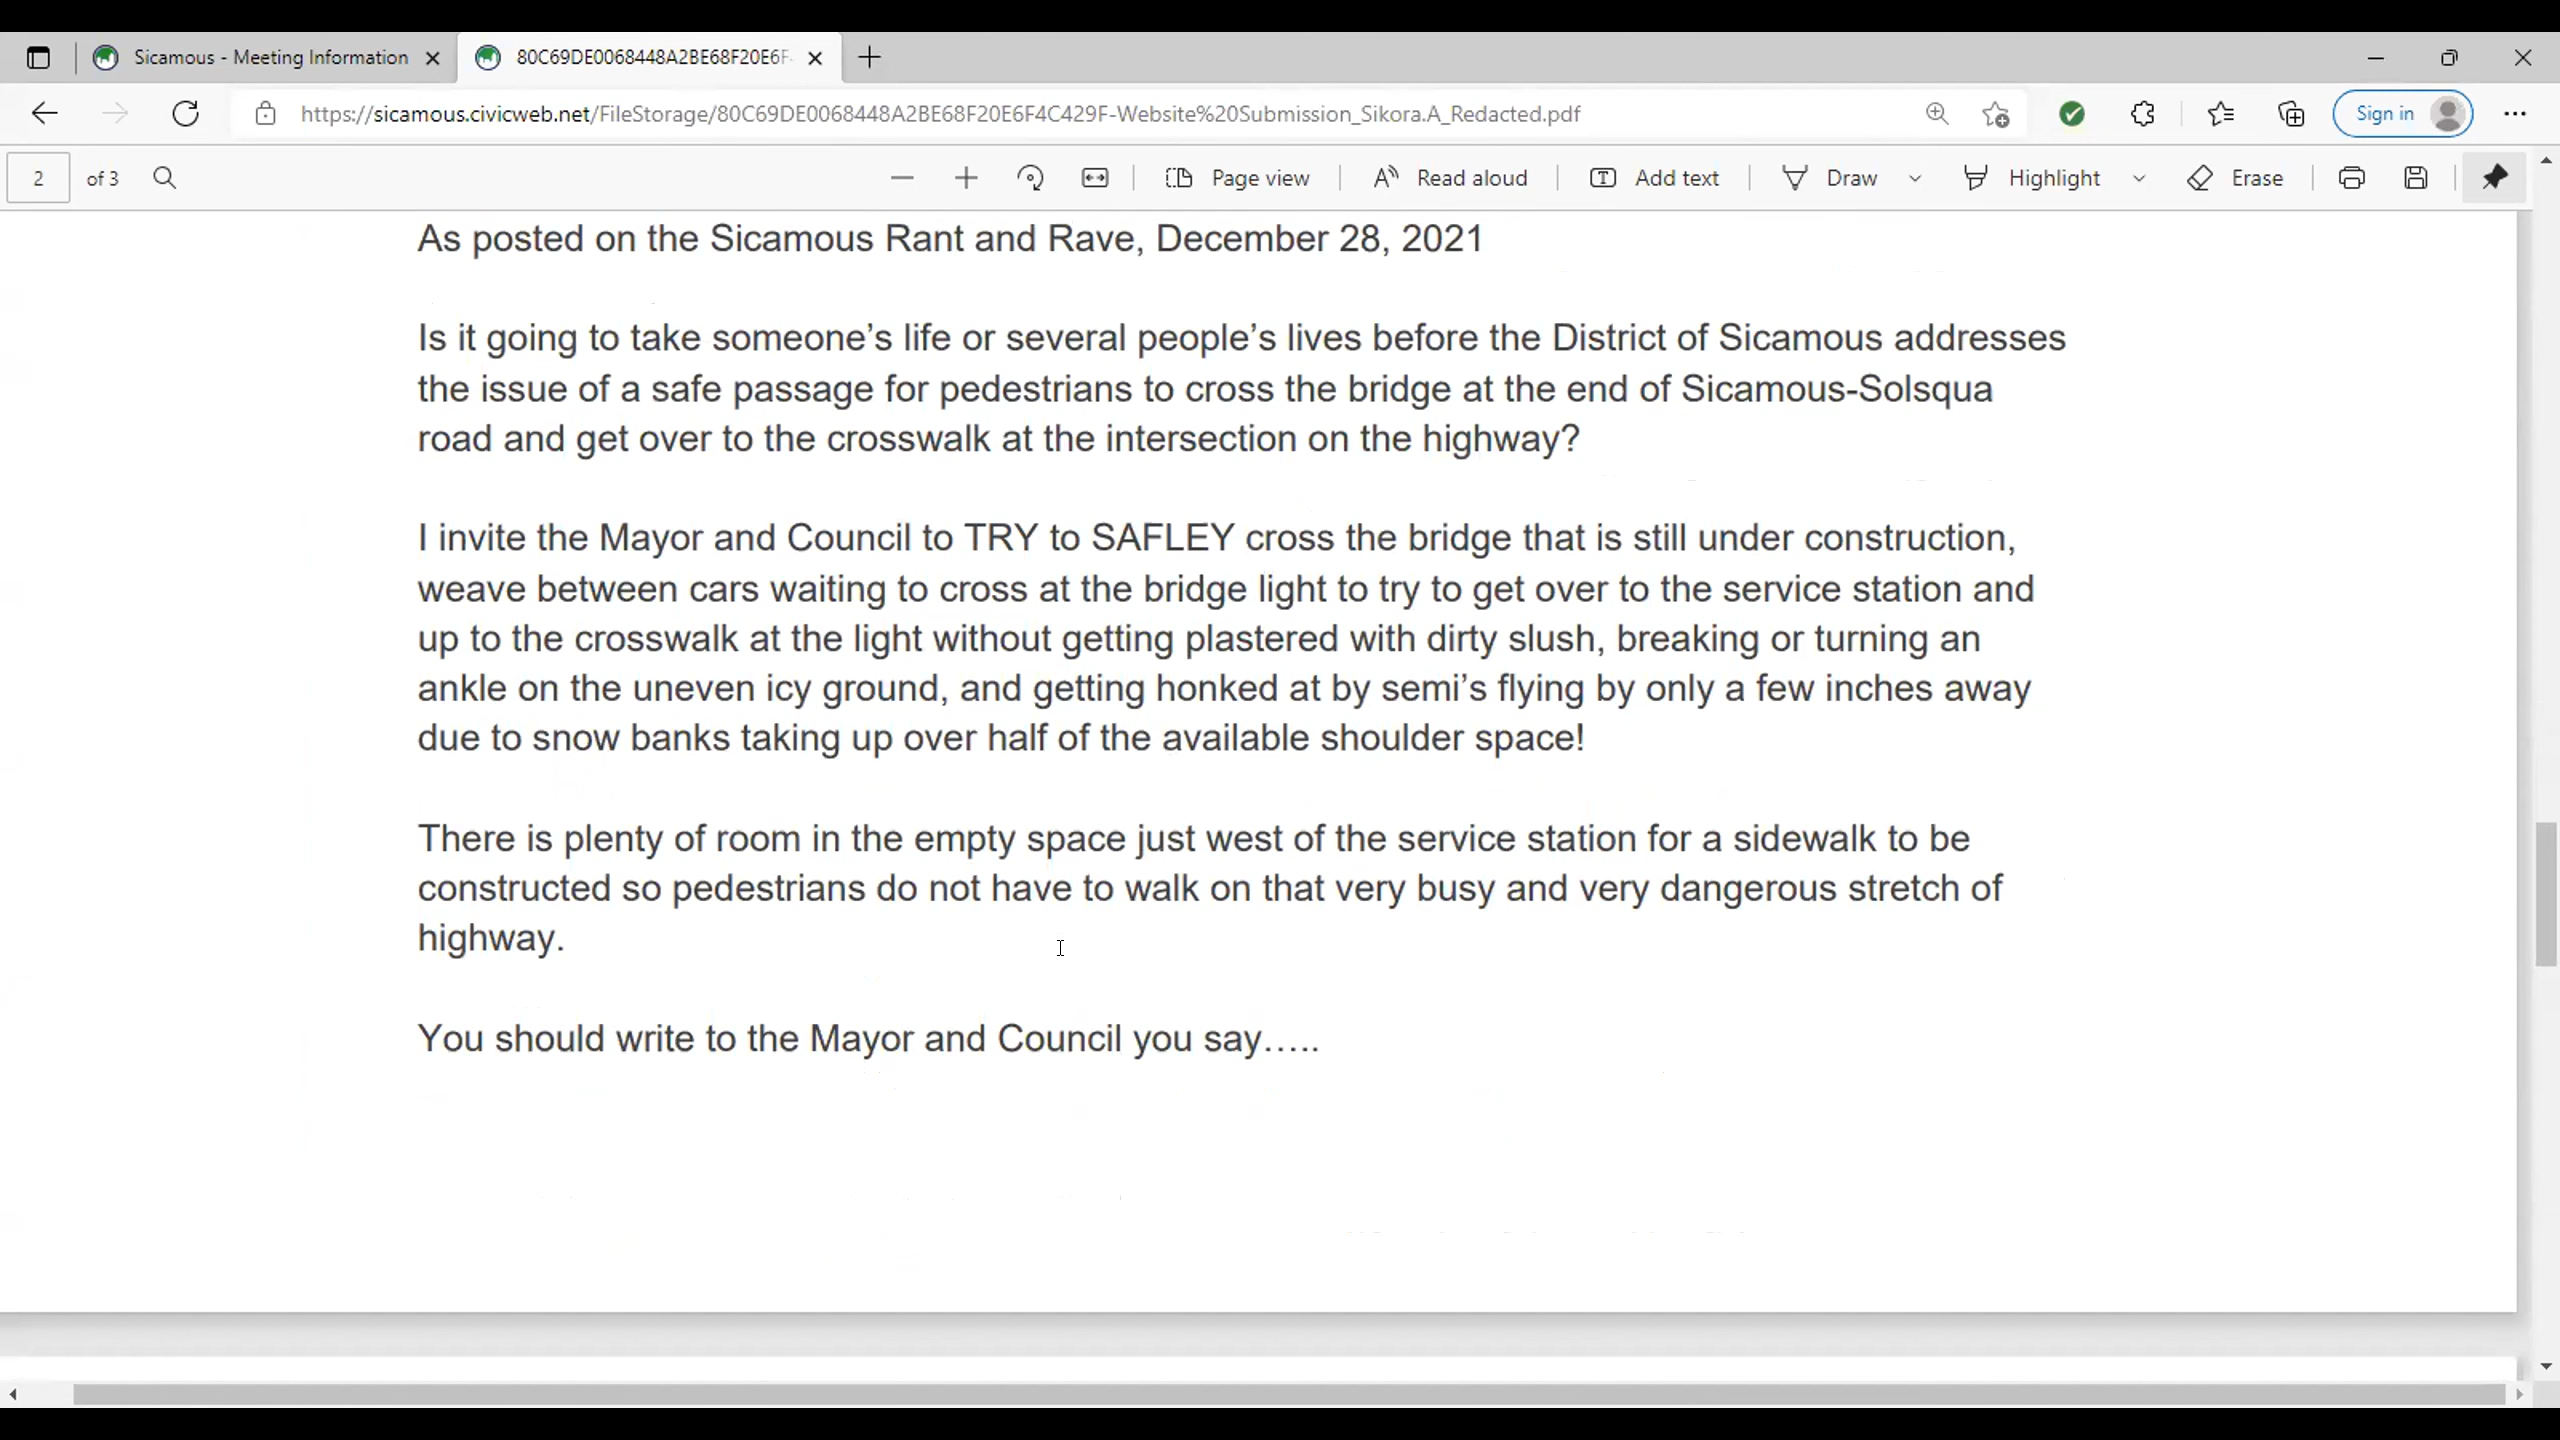 Sicamous - Meeting Information
80C69DE0068448A2BE68F20E6F
https://sicamous.civicweb.net/FileStorage/80C69DE0068448A2BE68F20E6F4C429F-Website%20Submission_Sikora.A_Redacted.pdf
Sign in
2 of 3
Page view
Read aloud
Add text
Draw
Highlight
Erase
As posted on the Sicamous Rant and Rave, December 28, 2021
Is it going to take someone’s life or several people’s lives before the District of Sicamous addresses
the issue of a safe passage for pedestrians to cross the bridge at the end of Sicamous-Solsqua
road and get over to the crosswalk at the intersection on the highway?
I invite the Mayor and Council to TRY to SAFLEY cross the bridge that is still under construction,
weave between cars waiting to cross at the bridge light to try to get over to the service station and
up to the crosswalk at the light without getting plastered with dirty slush, breaking or turning an
ankle on the uneven icy ground, and getting honked at by semi’s flying by only a few inches away
due to snow banks taking up over half of the available shoulder space!
There is plenty of room in the empty space just west of the service station for a sidewalk to be
constructed so pedestrians do not have to walk on that very busy and very dangerous stretch of
highway.
You should write to the Mayor and Council you say…..